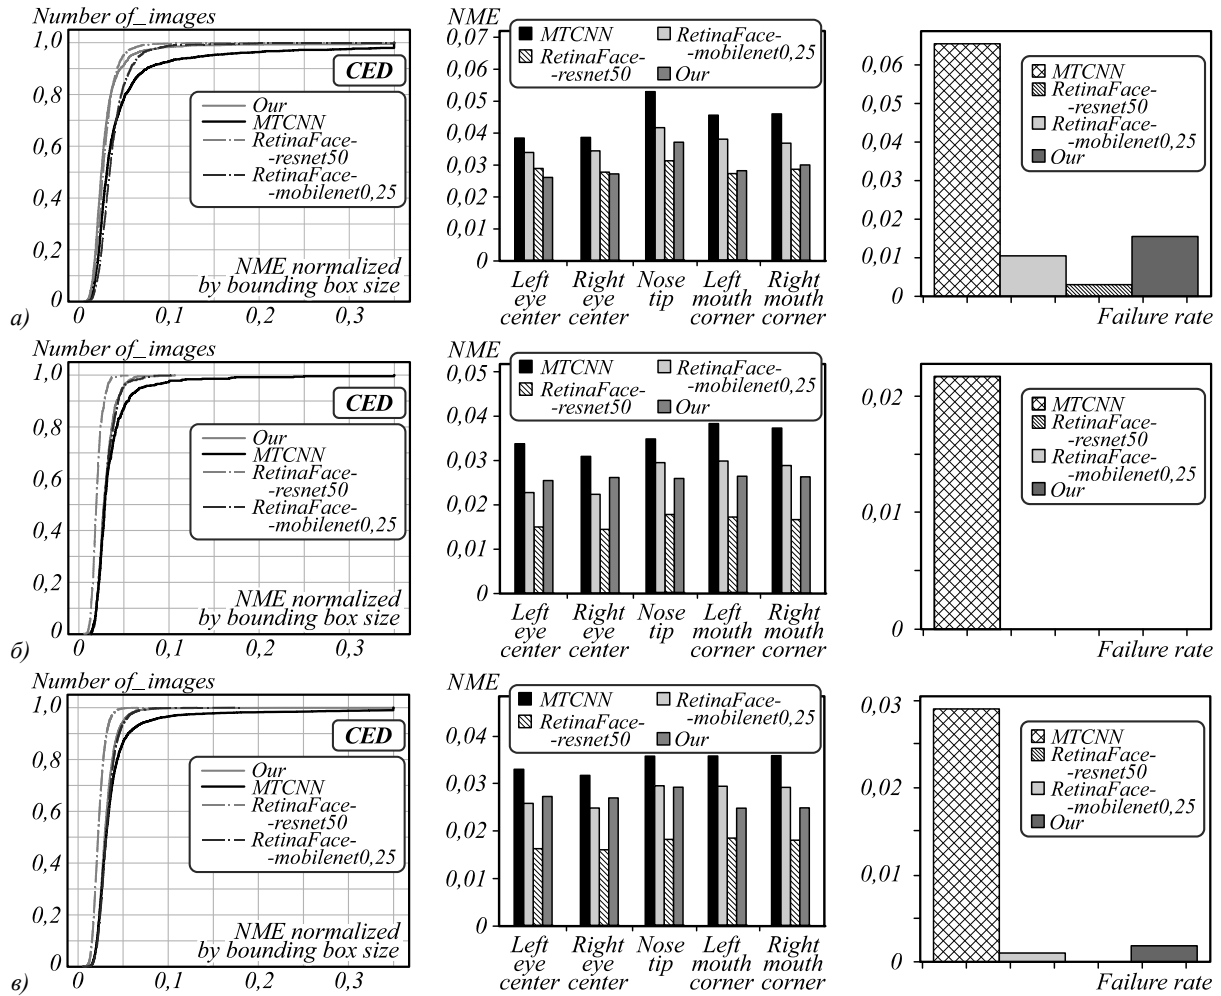 Number of_images
1,0
0,8
0,6
0,4
0,2
0
0 0,1 0,2 0,3
CED
Our
MTCNN
RetinaFace-
-resnet50
RetinaFace-
-mobilenet0,25
NME normalized
by bounding box size
а)
NME
0,07
0,06
0,05
0,04
0,03
0,02
0,01
0
MTCNN
RetinaFace-
-resnet50
RetinaFace-
-mobilenet0,25
Our
Left Right Nose Left Right
eye eye tip mouth mouth
center center corner corner
0,06
0,05
0,04
0,03
0,02
0,01
0
MTCNN
RetinaFace-
-resnet50
RetinaFace-
-mobilenet0,25
Our
Failure rate
Number of_images
1,0
0,8
0,6
0,4
0,2
0
0 0,1 0,2 0,3
CED
Our
MTCNN
RetinaFace-
-resnet50
RetinaFace-
-mobilenet0,25
NME normalized
by bounding box size
б)
NME
0,05
0,04
0,03
0,02
0,01
0
MTCNN
RetinaFace-
-resnet50
RetinaFace-
-mobilenet0,25
Our
Left Right Nose Left Right
eye eye tip mouth mouth
center center corner corner
0,02
0,01
0
MTCNN
RetinaFace-
-resnet50
RetinaFace-
-mobilenet0,25
Our
Failure rate
Number of_images
1,0
0,8
0,6
0,4
0,2
0
0 0,1 0,2 0,3
CED
Our
MTCNN
RetinaFace-
-resnet50
RetinaFace-
-mobilenet0,25
NME normalized
by bounding box size
в)
NME
0,04
0,03
0,02
0,01
0
MTCNN
RetinaFace-
-resnet50
RetinaFace-
-mobilenet0,25
Our
Left Right Nose Left Right
eye eye tip mouth mouth
center center corner corner
0,03
0,02
0,01
0
MTCNN
RetinaFace-
-resnet50
RetinaFace-
-mobilenet0,25
Our
Failure rate